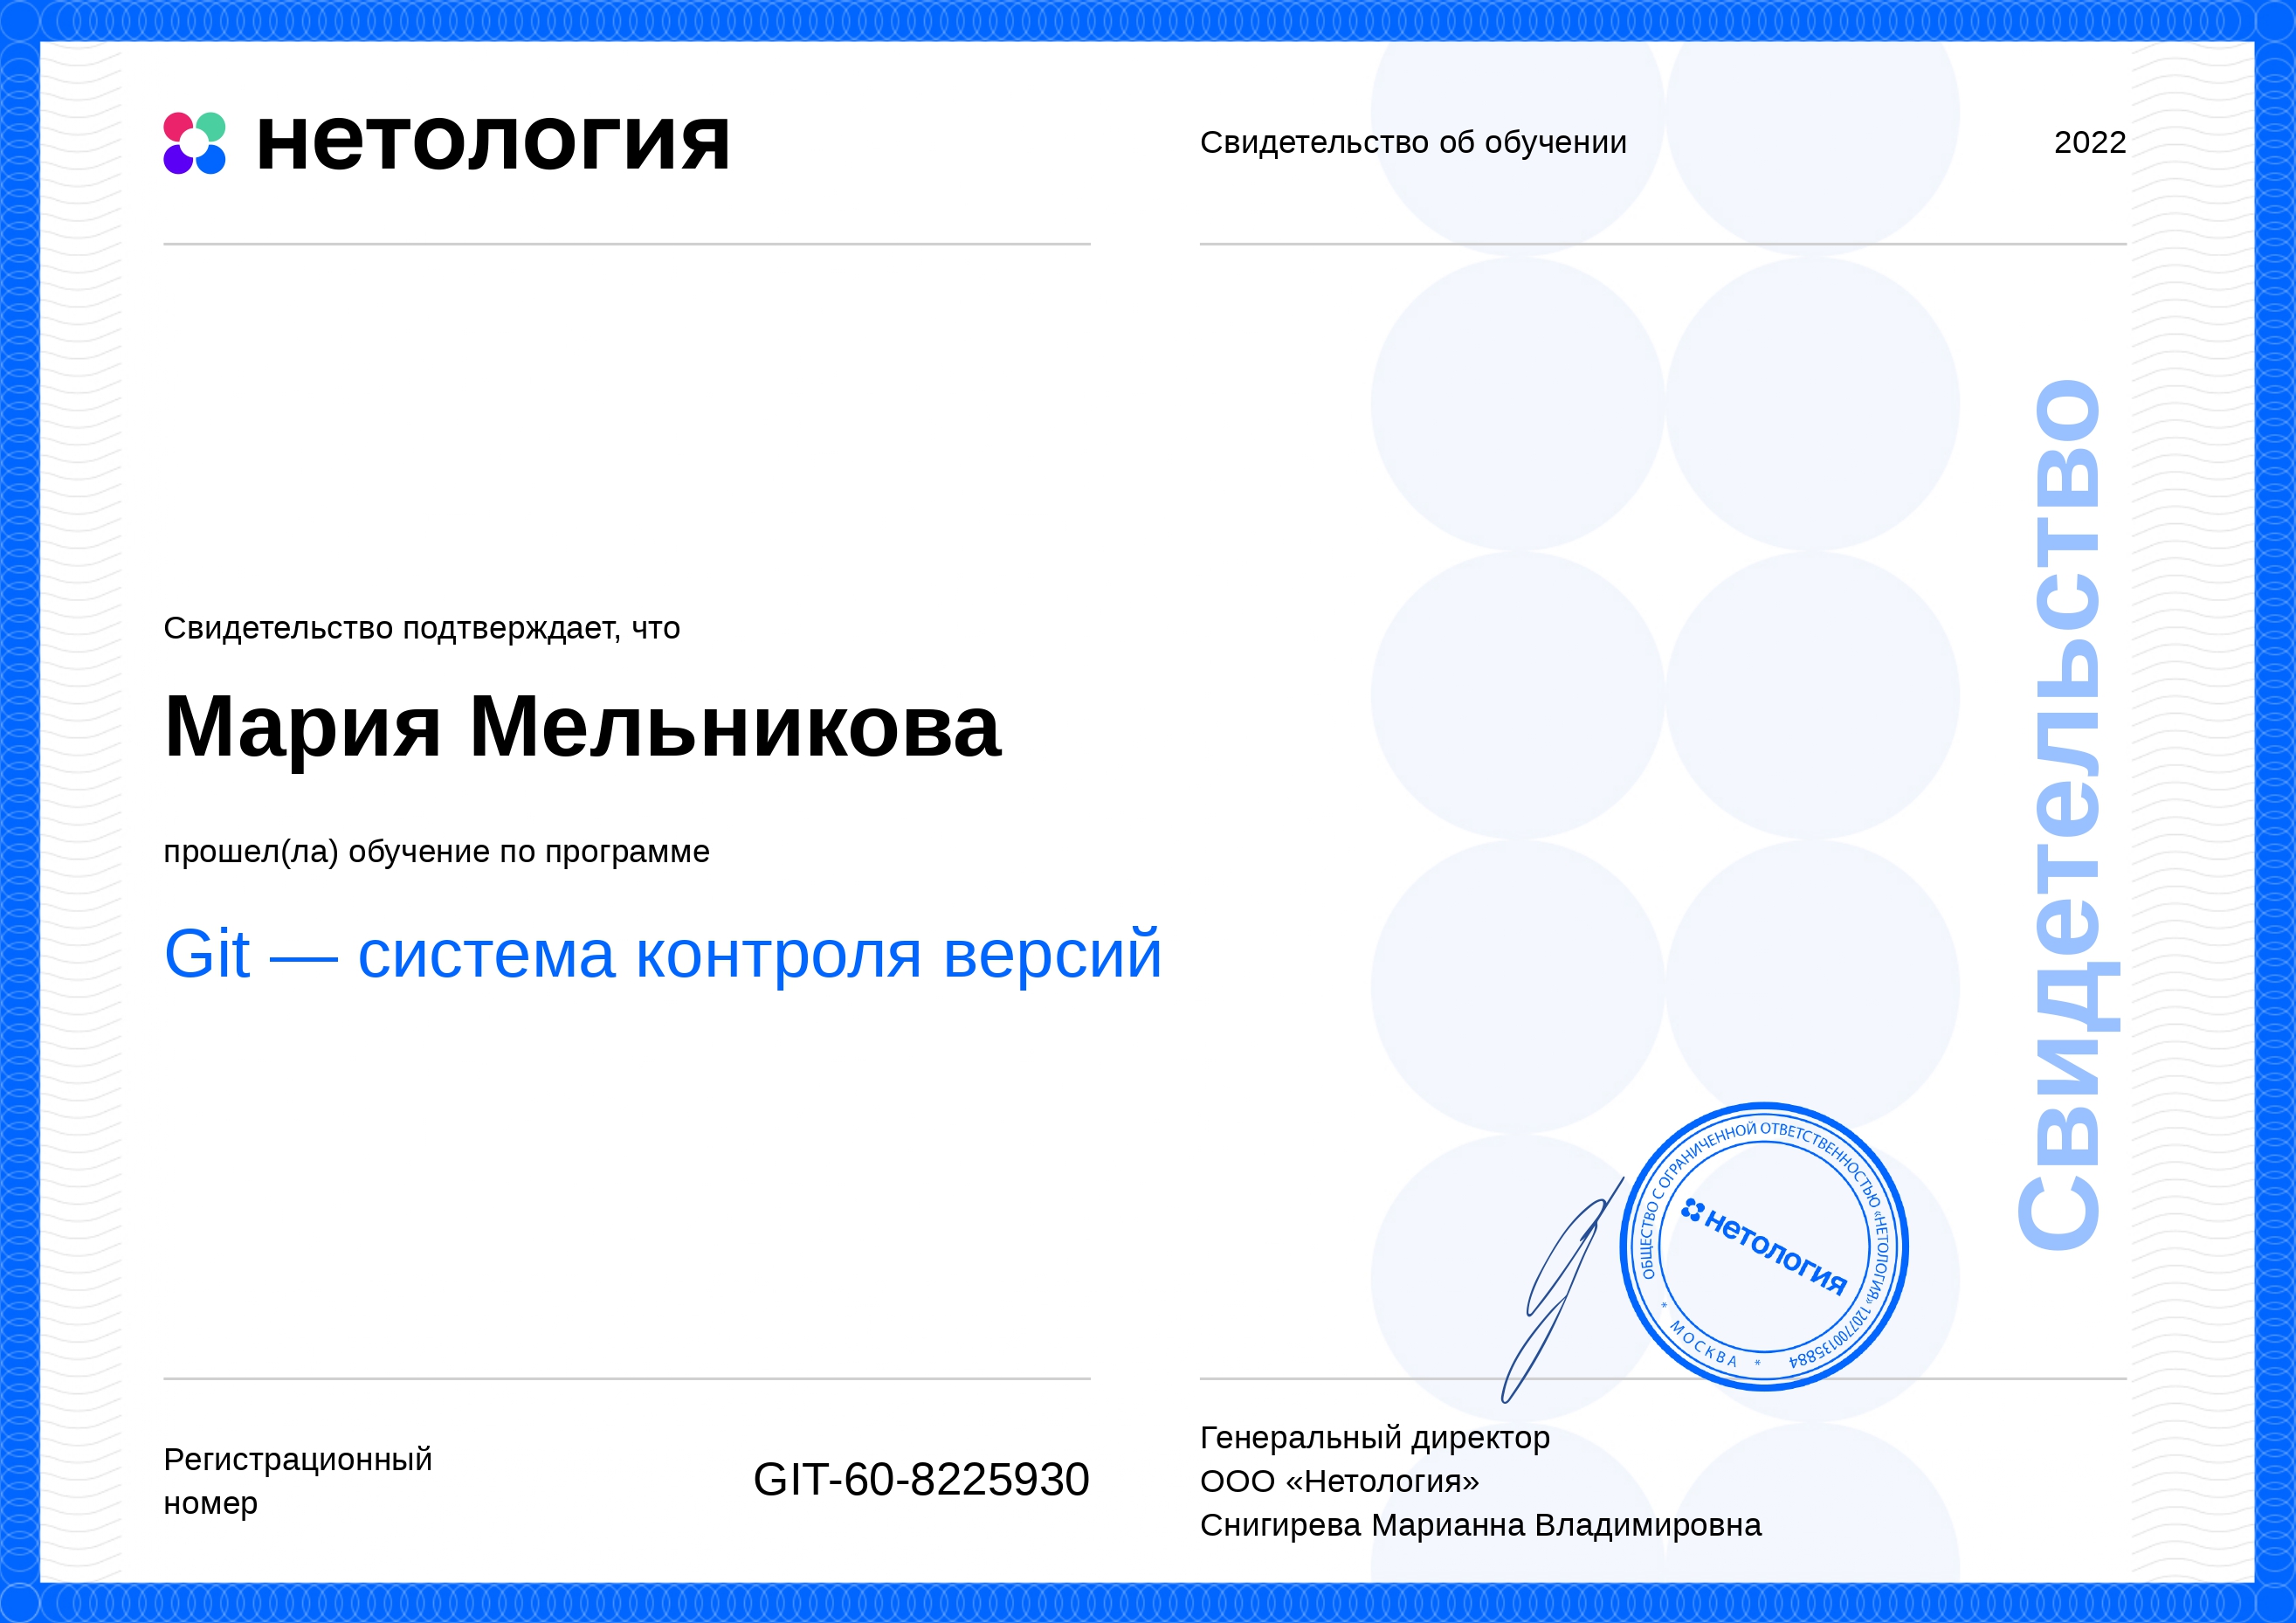 нетология
Свидетельство об обучении
2022
Свидетельство подтверждает, что
Мария Мельникова
прошел(ла) обучение по программе
Git — система контроля версий
Свидетельство
ОБЩЕСТВО С ОГРАНИЧЕННОЙ ОТВЕТСТВЕННОСТЬЮ «НЕТОЛОГИЯ» 1207700135884
* МОСКВА *
нетология
Регистрационный
номер
GIT-60-8225930
Генеральный директор
ООО «Нетология»
Снигирева Марианна Владимировна